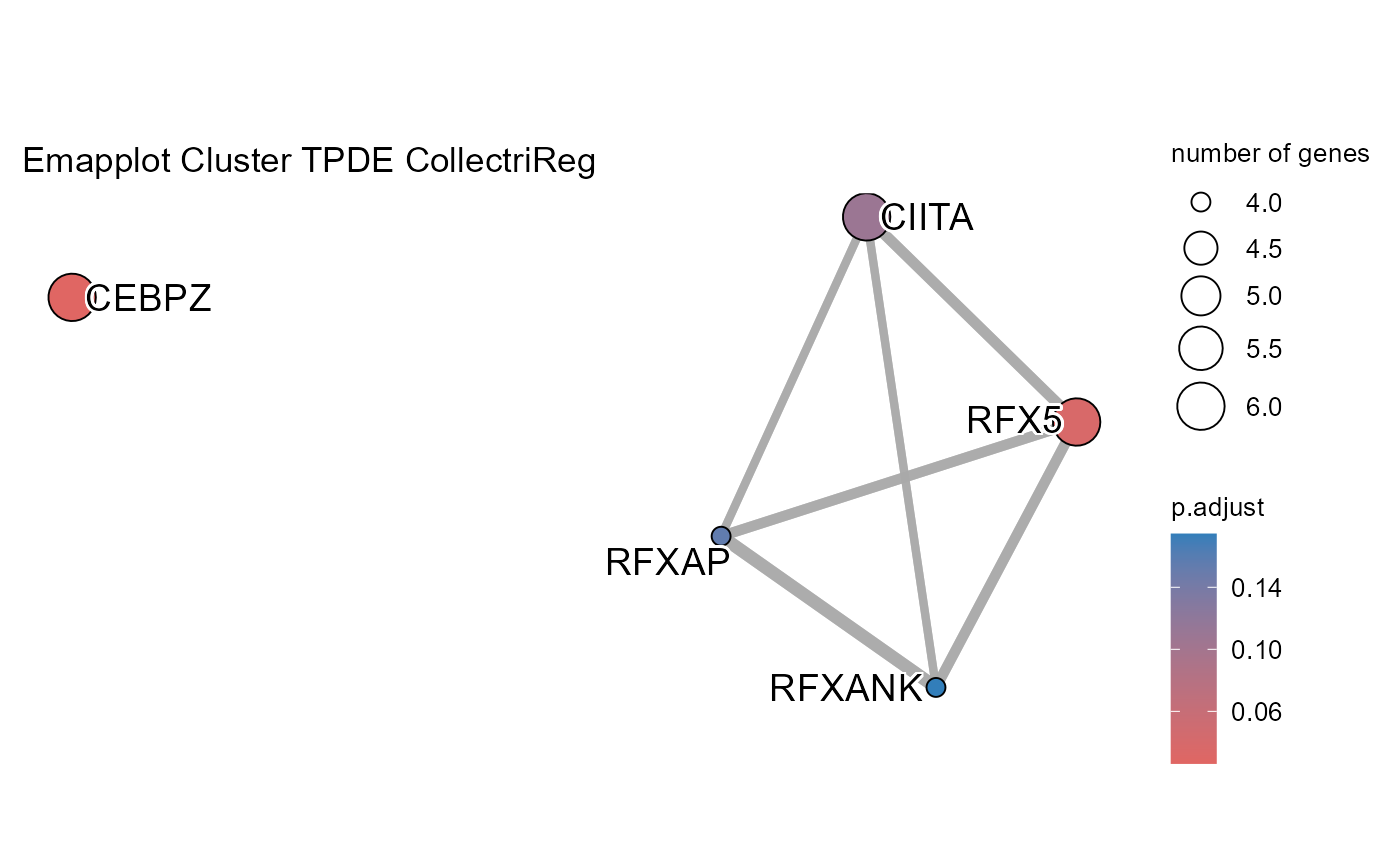 Emapplot Cluster TPDE CollectriReg
CIITA
CEBPZ
RFX5
RFXAP
RFXANK
number of genes
4.0
4.5
5.0
5.5
6.0
p.adjust
0.14
0.10
0.06